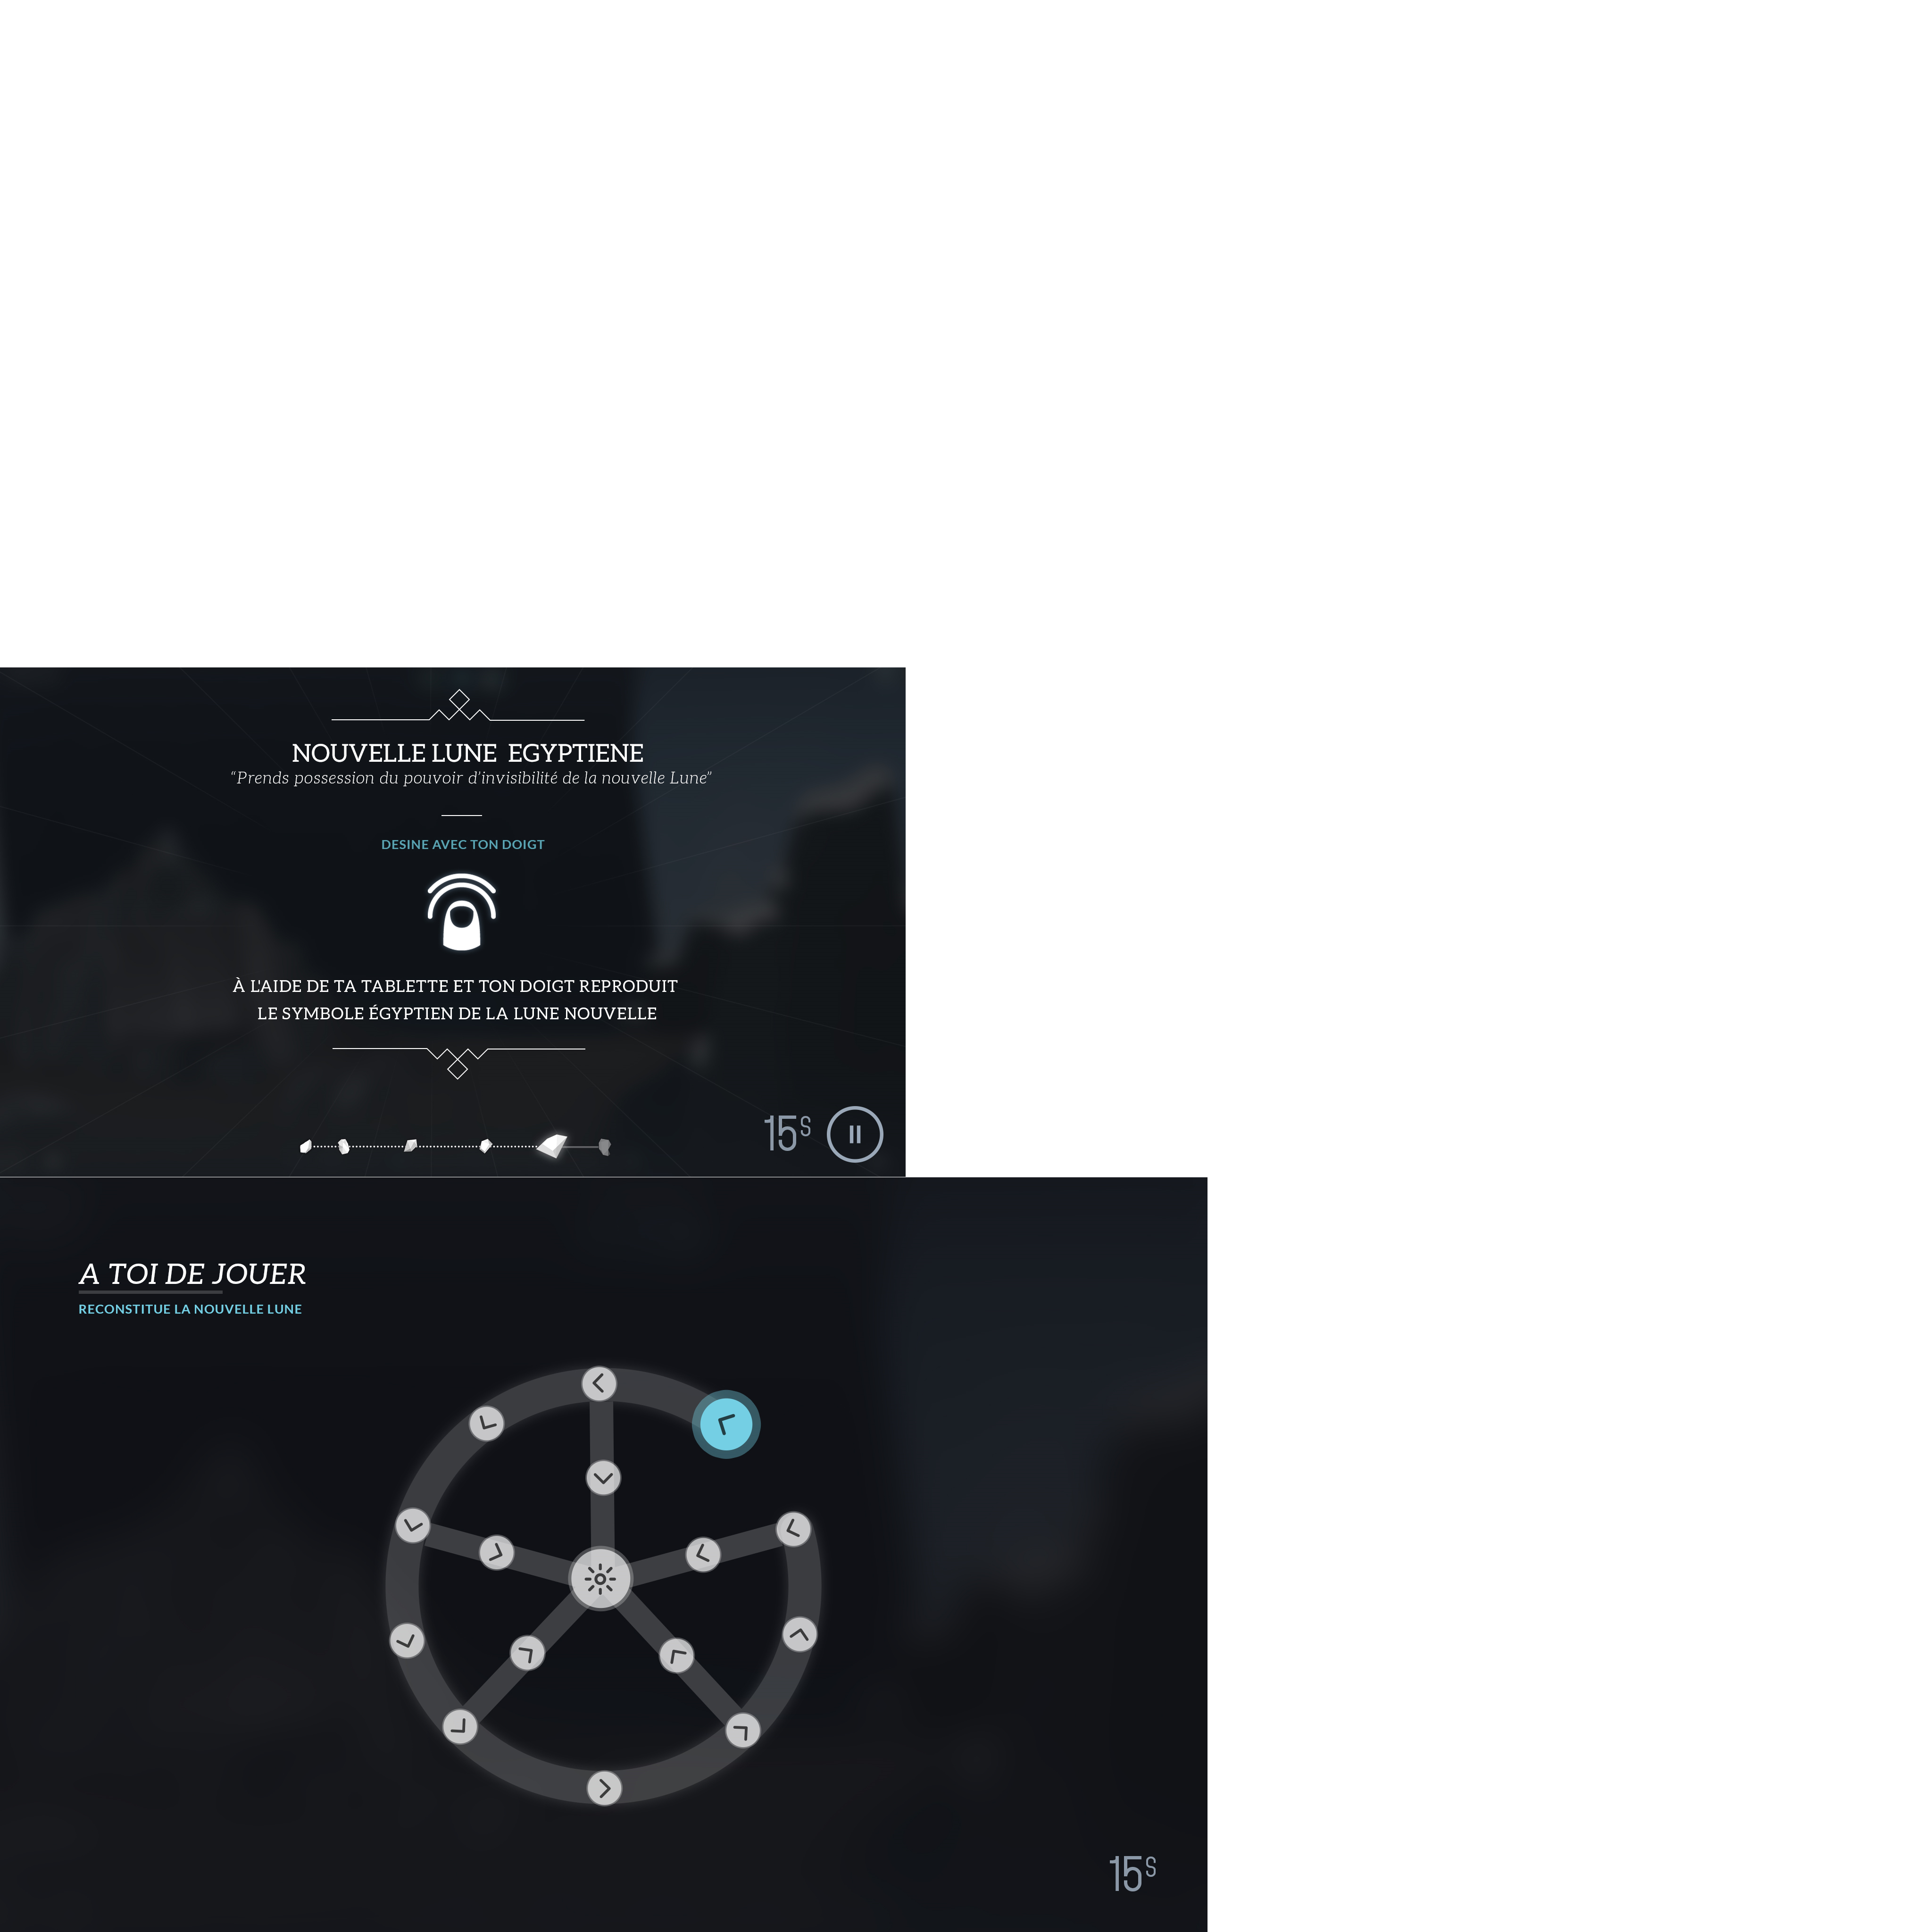 NOUVELLE LUNE EGYPTIENE
“Prends possession du pouvoir d’invisibilité de la nouvelle Lune”
DESINE AVEC TON DOIGT
À L'AIDE DE TA TABLETTE ET TON DOIGT REPRODUIT
LE SYMBOLE ÉGYPTIEN DE LA LUNE NOUVELLE
15S
A TOI DE JOUER
RECONSTITUE LA NOUVELLE LUNE
15S